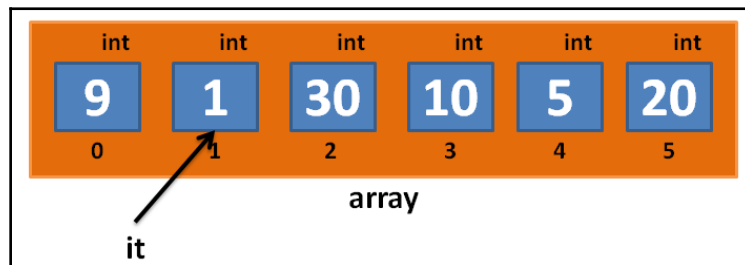 int int int int int int
9 1 30 10 5 20
0 1 2 3 4 5
array
it